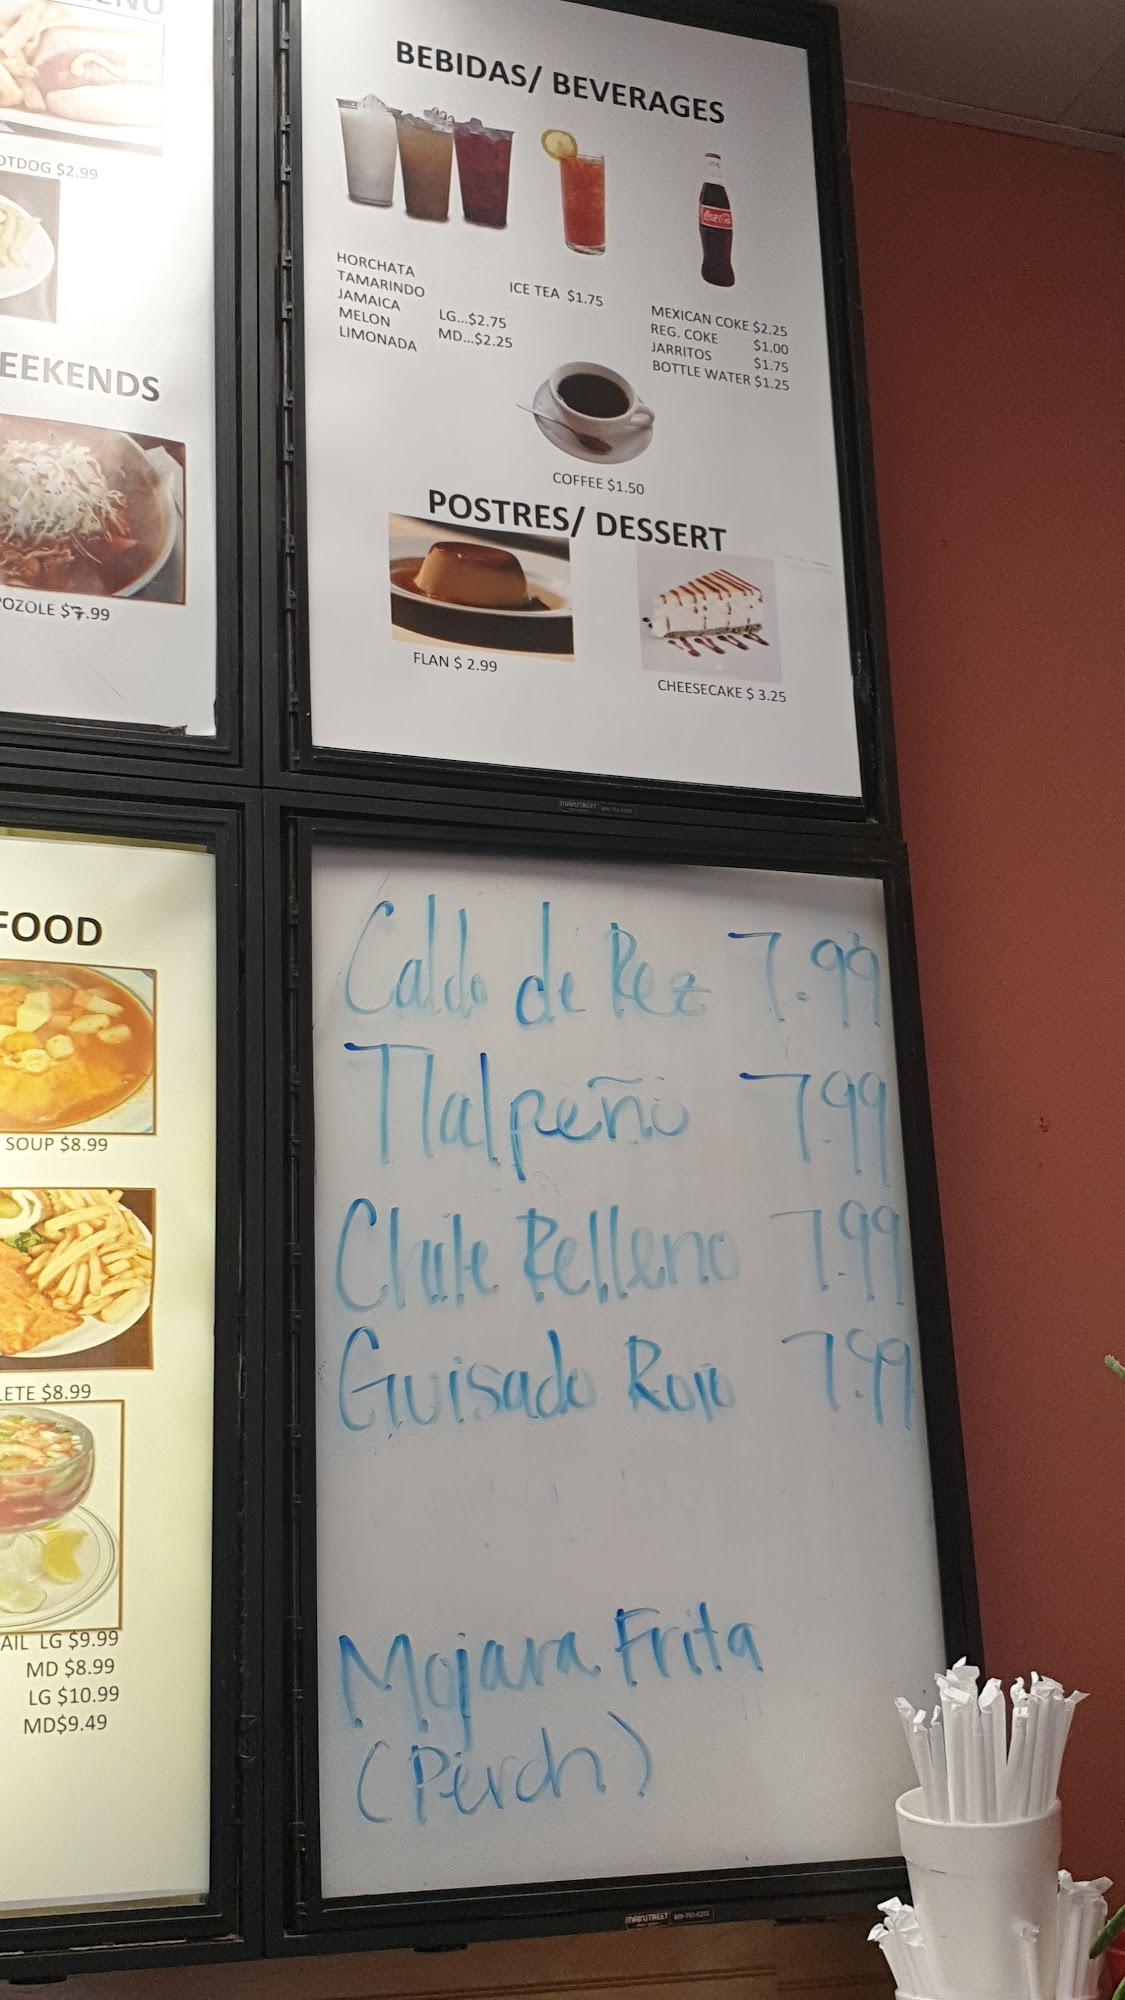 BEBIDAS/ BEVERAGES
HORCHATA
TAMARINDO
JAMAICA
MELON
LIMONADA
LG...$2.75
MD...$2.25
ICE TEA $1.75
MEXICAN COKE $2.25
REG. COKE $1.00
JARRITOS $1.75
BOTTLE WATER $1.25
COFFEE $1.50
POSTRES/ DESSERT
FLAN $ 2.99
CHEESECAKE $ 3.25
MAINSTREET
Caldo de Rez 7.99
Tlalpeño 7.99
Chile Relleno 7.99
Guisado Rojo 7.99
Mojara Frita
(Perch)
MAINSTREET
ENU
OTDOG $2.99
EEKENDS
OZOLE $7.99
FOOD
SOUP $8.99
LETE $8.99
AIL LG $9.99
MD $8.99
LG $10.99
MD$9.49